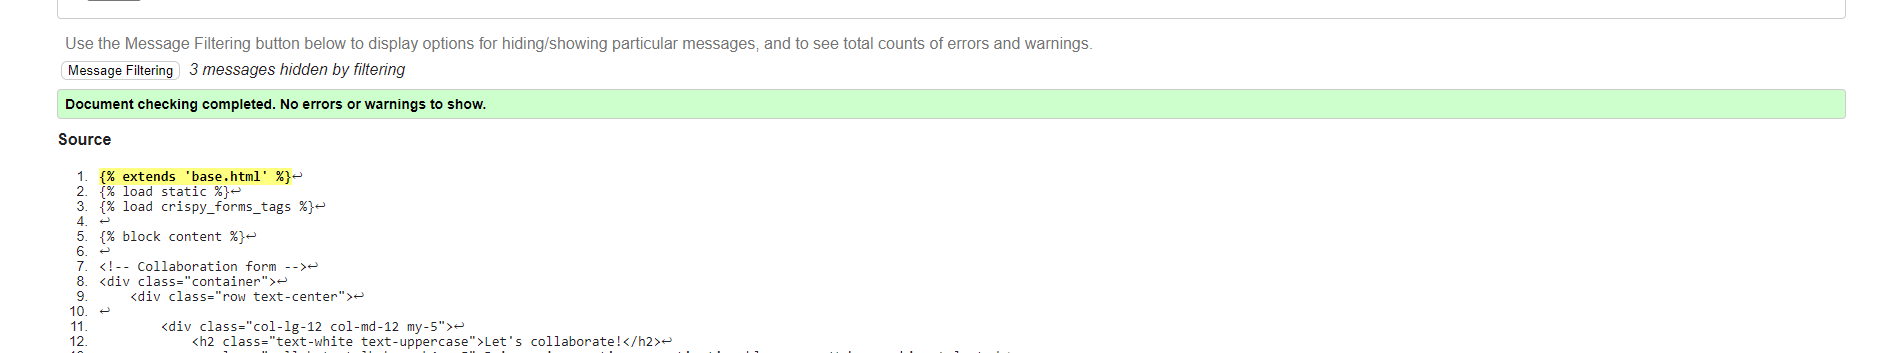 Use the Message Filtering button below to display options for hiding/showing particular messages, and to see total counts of errors and warnings.
Message Filtering 3 messages hidden by filtering
Document checking completed. No errors or warnings to show.
Source
1. {% extends 'base.html' %}↩
2. {% load static %}↩
3. {% load crispy_forms_tags %}↩
4. ↩
5. {% block content %}↩
6. ↩
7. <!-- Collaboration form -->↩
8. <div class="container">↩
9. <div class="row text-center">↩
10. ↩
11. <div class="col-lg-12 col-md-12 my-5">↩
12. <h2 class="text-white text-uppercase">Let's collaborate!</h2>↩